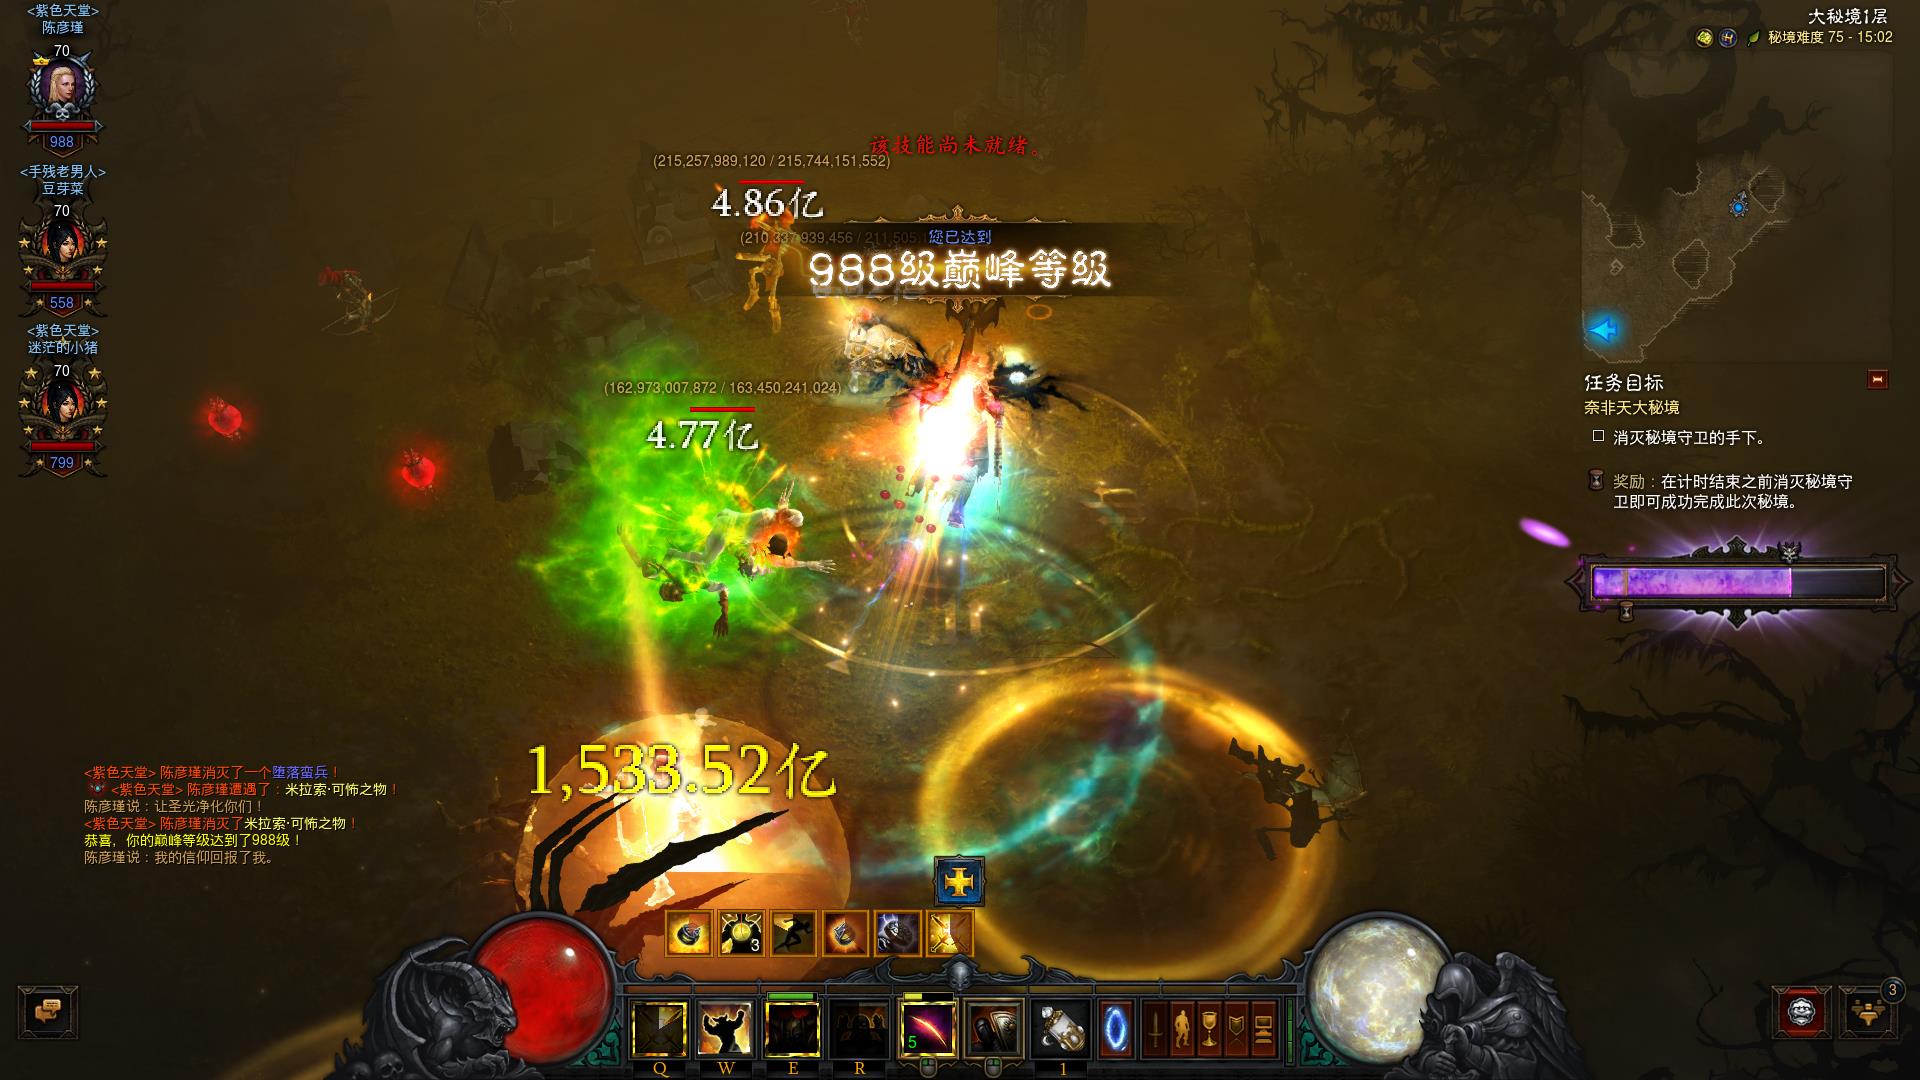 <紫色天堂>
陈彦瑾
70
988
<手残老男人>
豆芽菜
70
558
<紫色天堂>
迷茫的小猪
70
799
该技能尚未就绪。
(215,257,989,120 / 215,744,151,552)
4.86亿
您已达到
988级巅峰等级
(162,973,007,872 / 163,450,241,024)
4.77亿
1,533.52亿
大秘境1层
秘境难度 75 - 15:02
任务目标
奈非天大秘境
消灭秘境守卫的手下。
奖励：在计时结束之前消灭秘境守
卫即可成功完成此次秘境。
<紫色天堂> 陈彦瑾消灭了一个堕落蛮兵！
<紫色天堂> 陈彦瑾遭遇了：米拉索·可怖之物！
陈彦瑾说：让圣光净化你们！
<紫色天堂> 陈彦瑾消灭了米拉索·可怖之物！
恭喜，你的巅峰等级达到了988级！
陈彦瑾说：我的信仰回报了我。
3
5
Q W E R 1
3